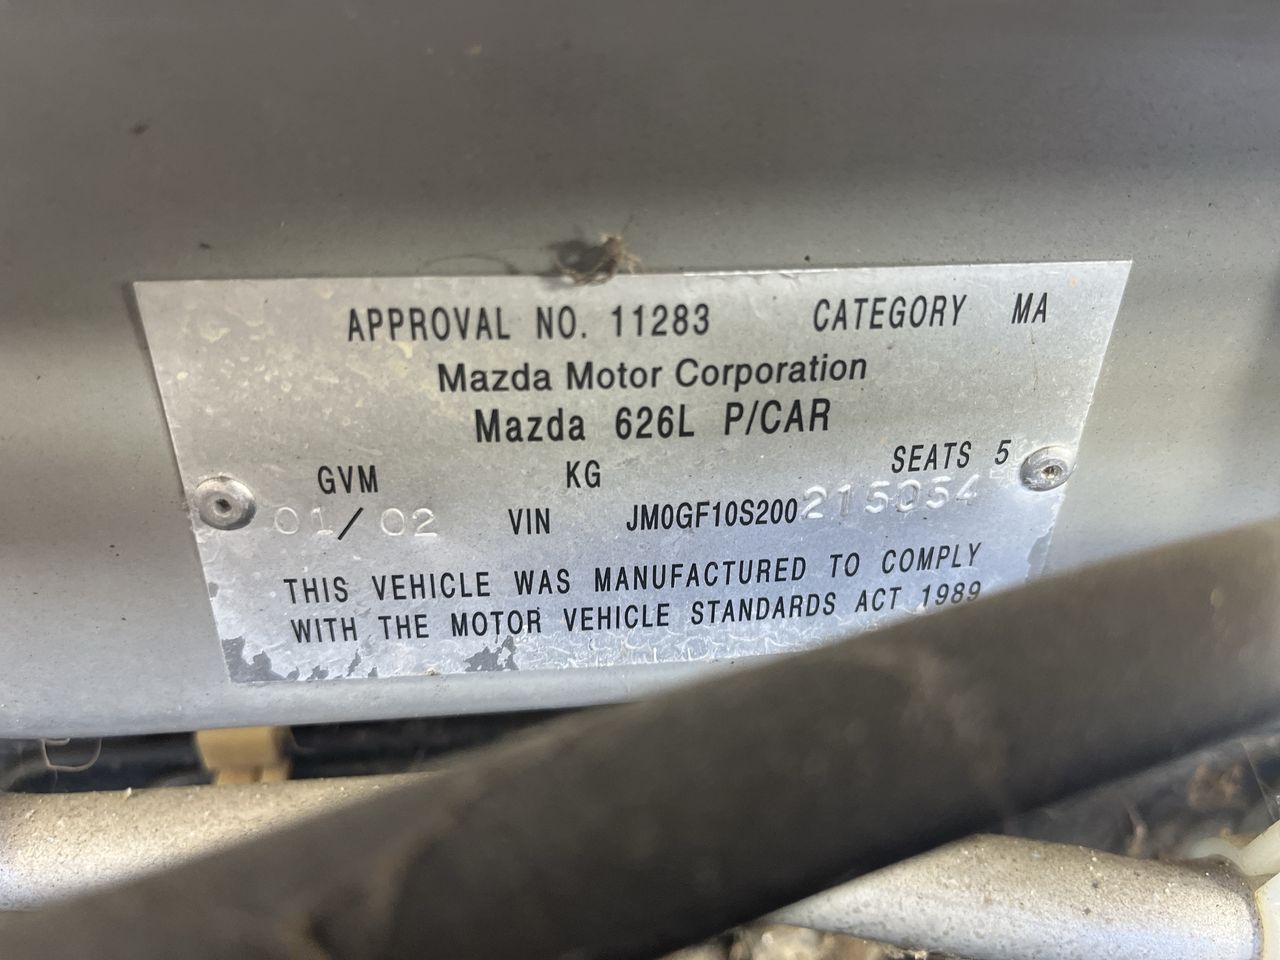 APPROVAL NO. 11283 CATEGORY MA
Mazda Motor Corporation
Mazda 626L P/CAR
GVM KG SEATS 5
01/02 VIN JM0GF10S200215054
THIS VEHICLE WAS MANUFACTURED TO COMPLY
WITH THE MOTOR VEHICLE STANDARDS ACT 1989